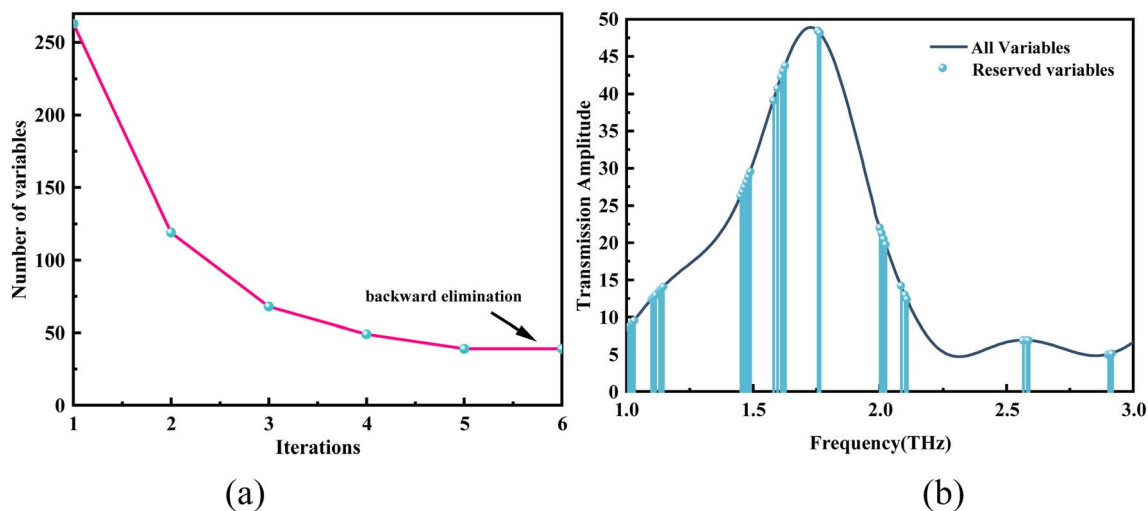 Number of variables
250
200
150
100
50
0
backward elimination
1 2 3 4 5 6
Iterations
(a)
Transmission Amplitude
50
45
40
35
30
25
20
15
10
5
0
All Variables
Reserved variables
1.0 1.5 2.0 2.5 3.0
Frequency(THz)
(b)